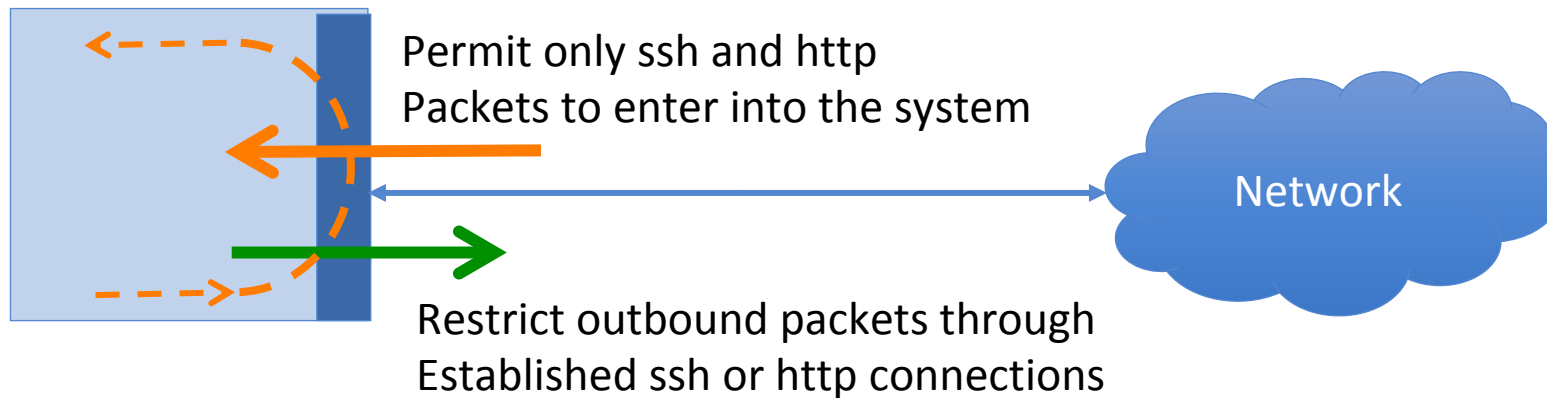 Permit only ssh and http
Packets to enter into the system
Network
Restrict outbound packets through
Established ssh or http connections